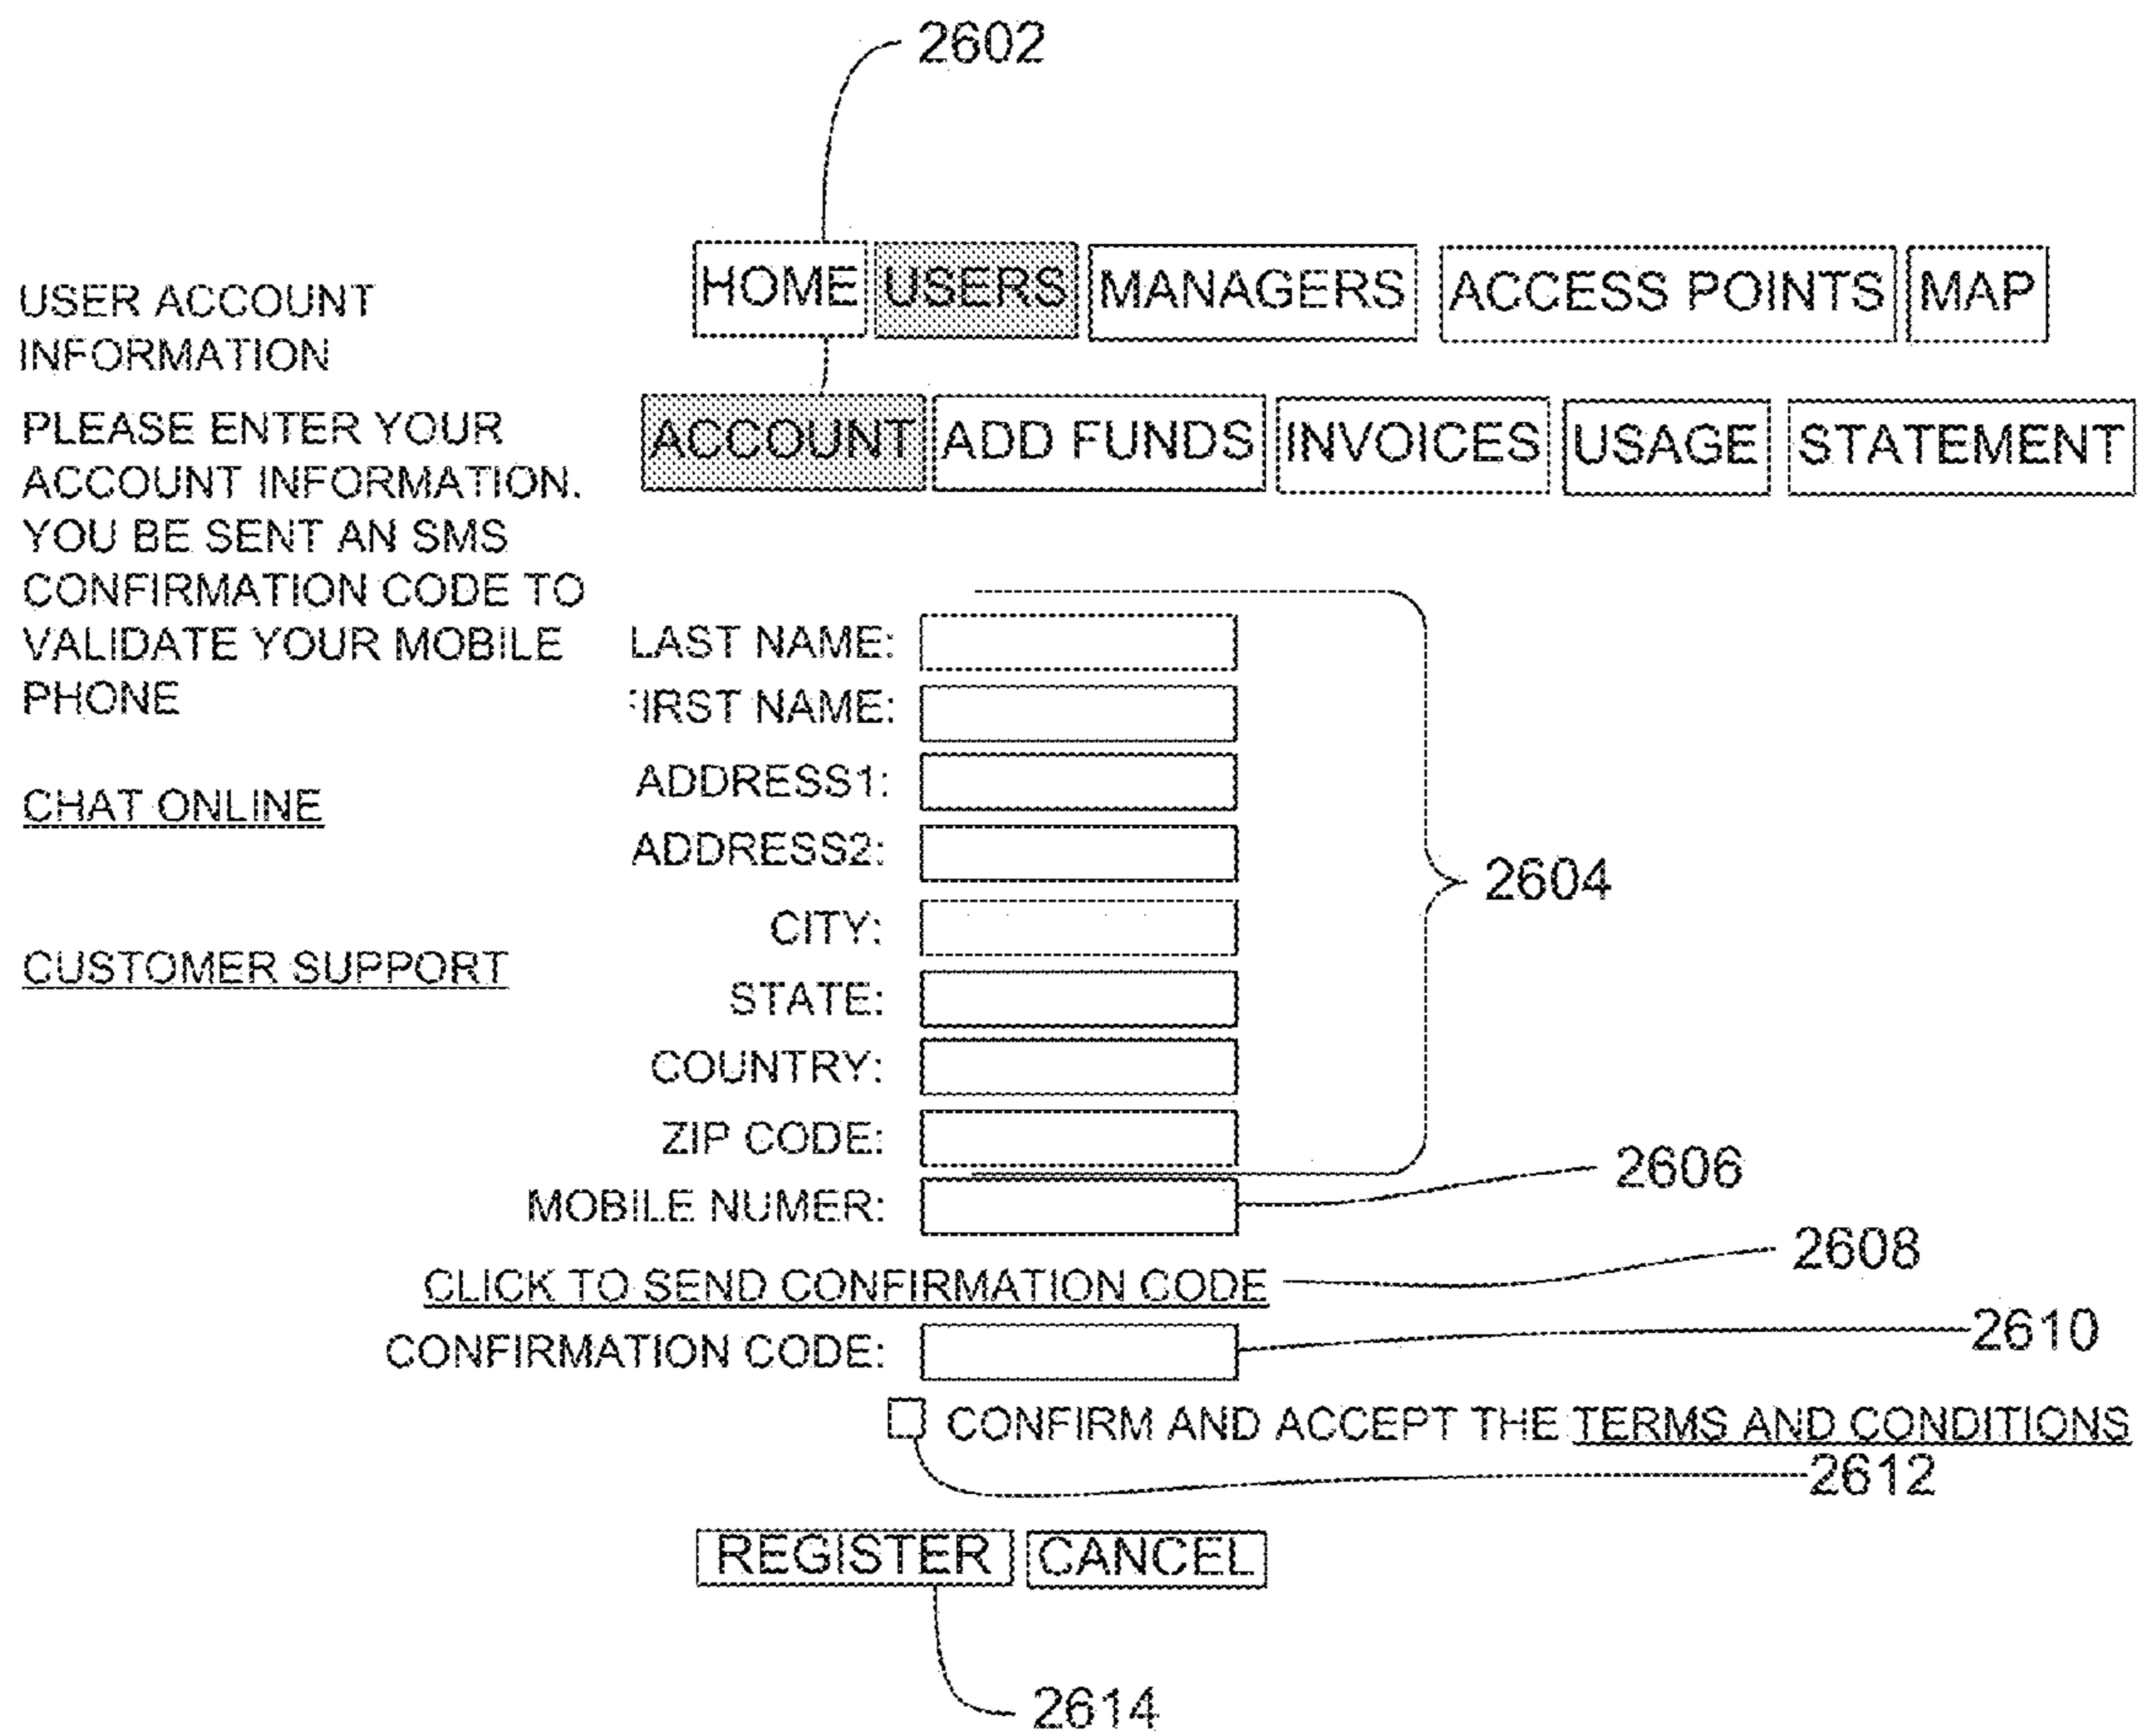 2602
HOME USERS MANAGERS ACCESS POINTS MAP
ACCOUNT ADD FUNDS INVOICES USAGE STATEMENT
USER ACCOUNT
INFORMATION
PLEASE ENTER YOUR
ACCOUNT INFORMATION.
YOU BE SENT AN SMS
CONFIRMATION CODE TO
VALIDATE YOUR MOBILE
PHONE
CHAT ONLINE
CUSTOMER SUPPORT
LAST NAME:
FIRST NAME:
ADDRESS1:
ADDRESS2:
2604
CITY:
STATE:
COUNTRY:
ZIP CODE:
MOBILE NUMER:
2606
CLICK TO SEND CONFIRMATION CODE
2608
CONFIRMATION CODE:
2610
CONFIRM AND ACCEPT THE TERMS AND CONDITIONS
2612
REGISTER CANCEL
2614